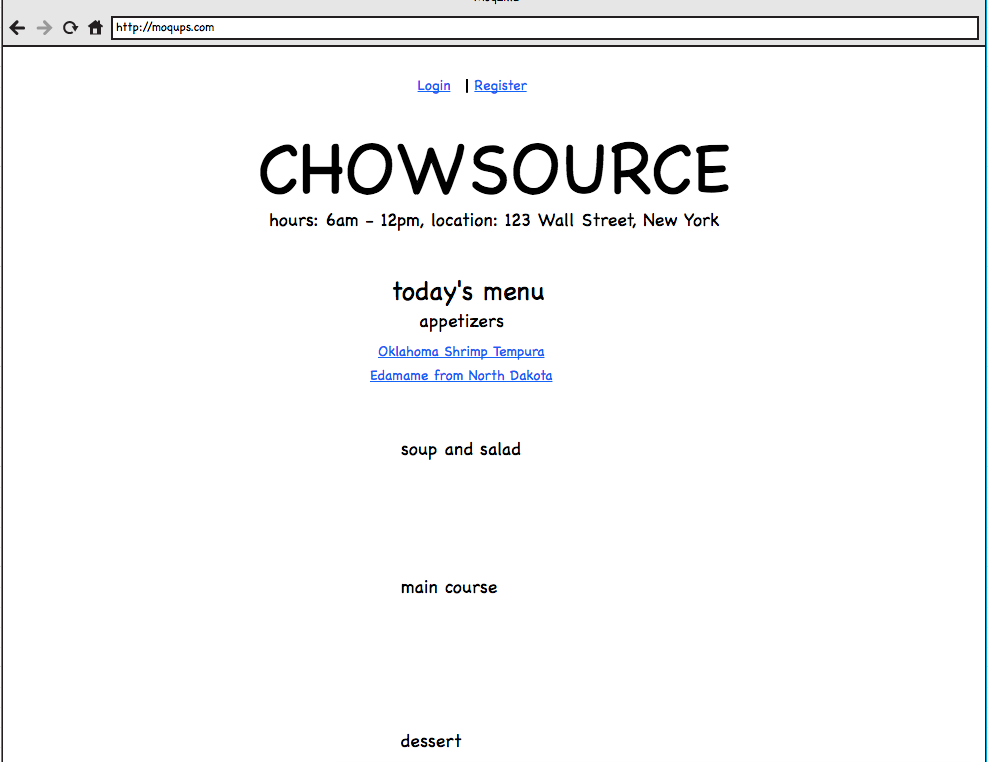 http://moqups.com
Login | Register
CHOWSOURCE
hours: 6am - 12pm, location: 123 Wall Street, New York
today's menu
appetizers
Oklahoma Shrimp Tempura
Edamame from North Dakota
soup and salad
main course
dessert